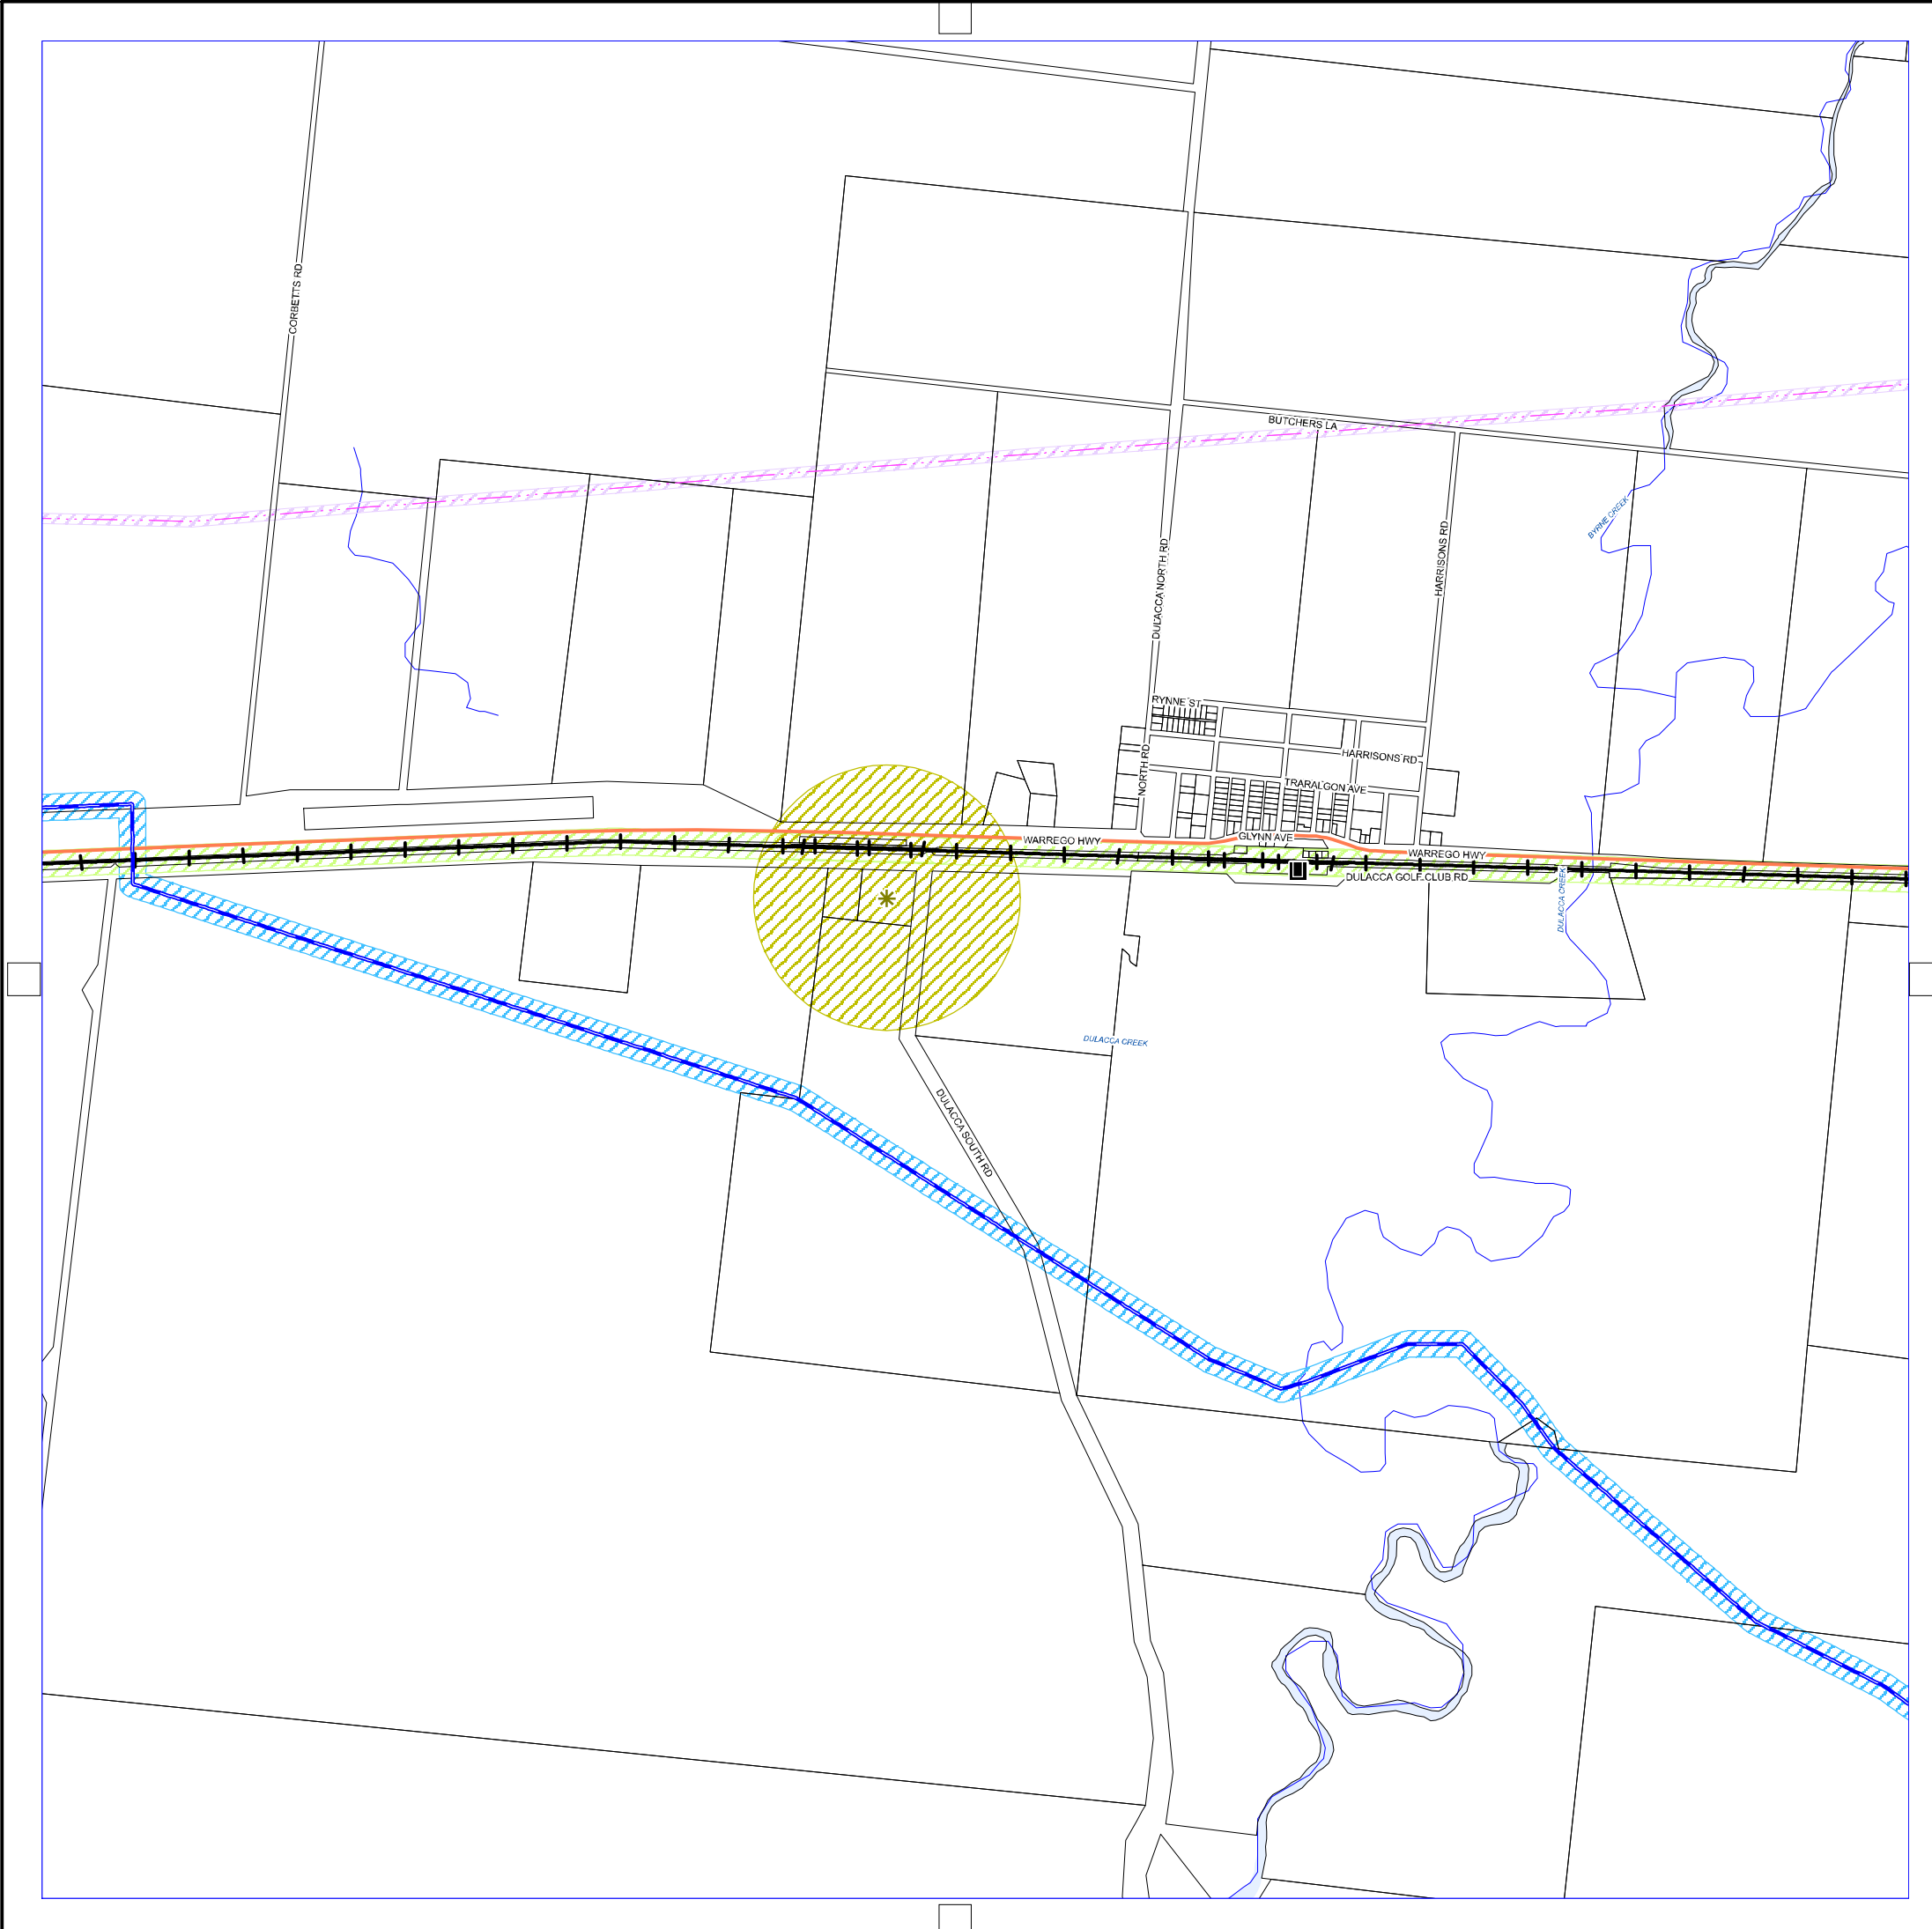 CORBETTS RD
BUTCHERS LA
BYRNE CREEK
DULACCA NORTH RD
HARRISONS RD
RYNNE ST
HARRISONS RD
NORTH RD
TRARALGON AVE
GLYNN AVE
WARREGO HWY
WARREGO HWY
DULACCA GOLF CLUB RD
DULACCA CREEK
DULACCA CREEK
DULACCA SOUTH RD